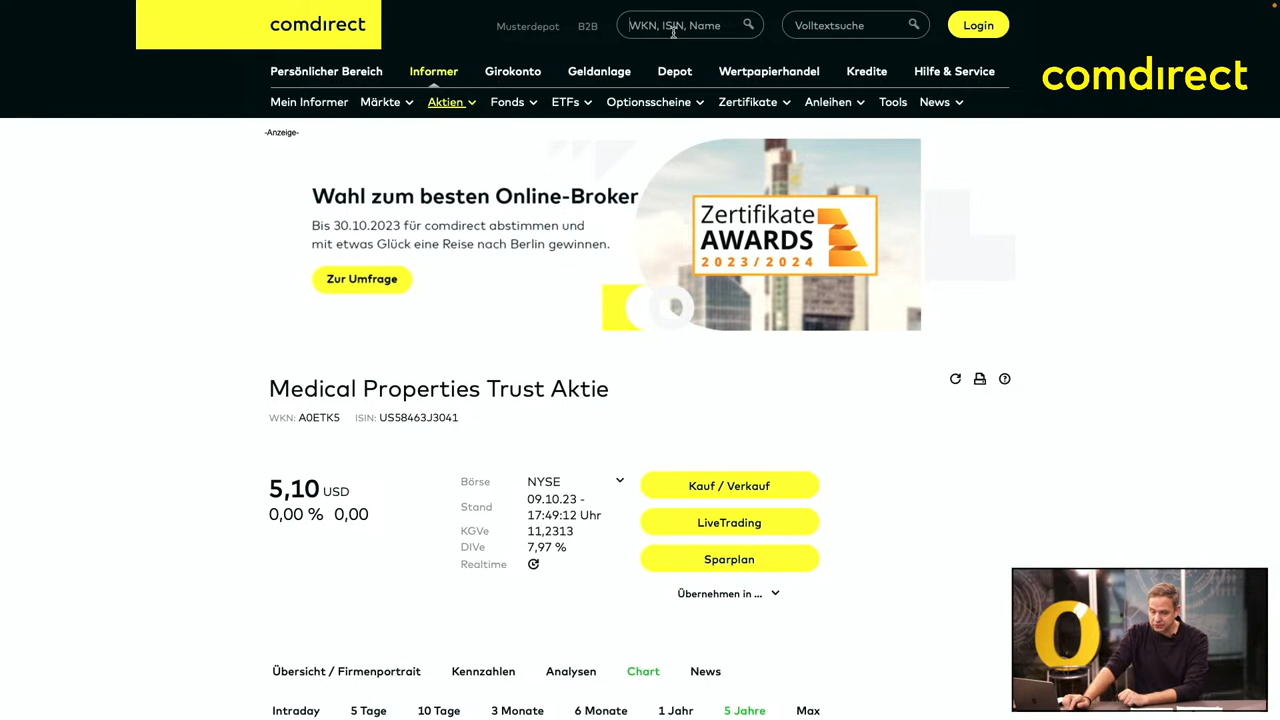 comdirect
Musterdepot B2B WKN, ISIN, Name Volltextsuche Login
Persönlicher Bereich Informer Girokonto Geldanlage Depot Wertpapierhandel Kredite Hilfe & Service
comdirect
Mein Informer Märkte Aktien Fonds ETFs Optionsscheine Zertifikate Anleihen Tools News
-Anzeige-
Wahl zum besten Online-Broker
Bis 30.10.2023 für comdirect abstimmen und
mit etwas Glück eine Reise nach Berlin gewinnen.
Zur Umfrage
Zertifikate
AWARDS
2023/2024
Medical Properties Trust Aktie
WKN: A0ETK5 ISIN: US58463J3041
5,10 USD
0,00 % 0,00
Börse NYSE
Stand 09.10.23 -
17:49:12 Uhr
KGVe 11,2313
DIVe 7,97 %
Realtime
Kauf / Verkauf
LiveTrading
Sparplan
Übernehmen in ...
Übersicht / Firmenportrait Kennzahlen Analysen Chart News
Intraday 5 Tage 10 Tage 3 Monate 6 Monate 1 Jahr 5 Jahre Max